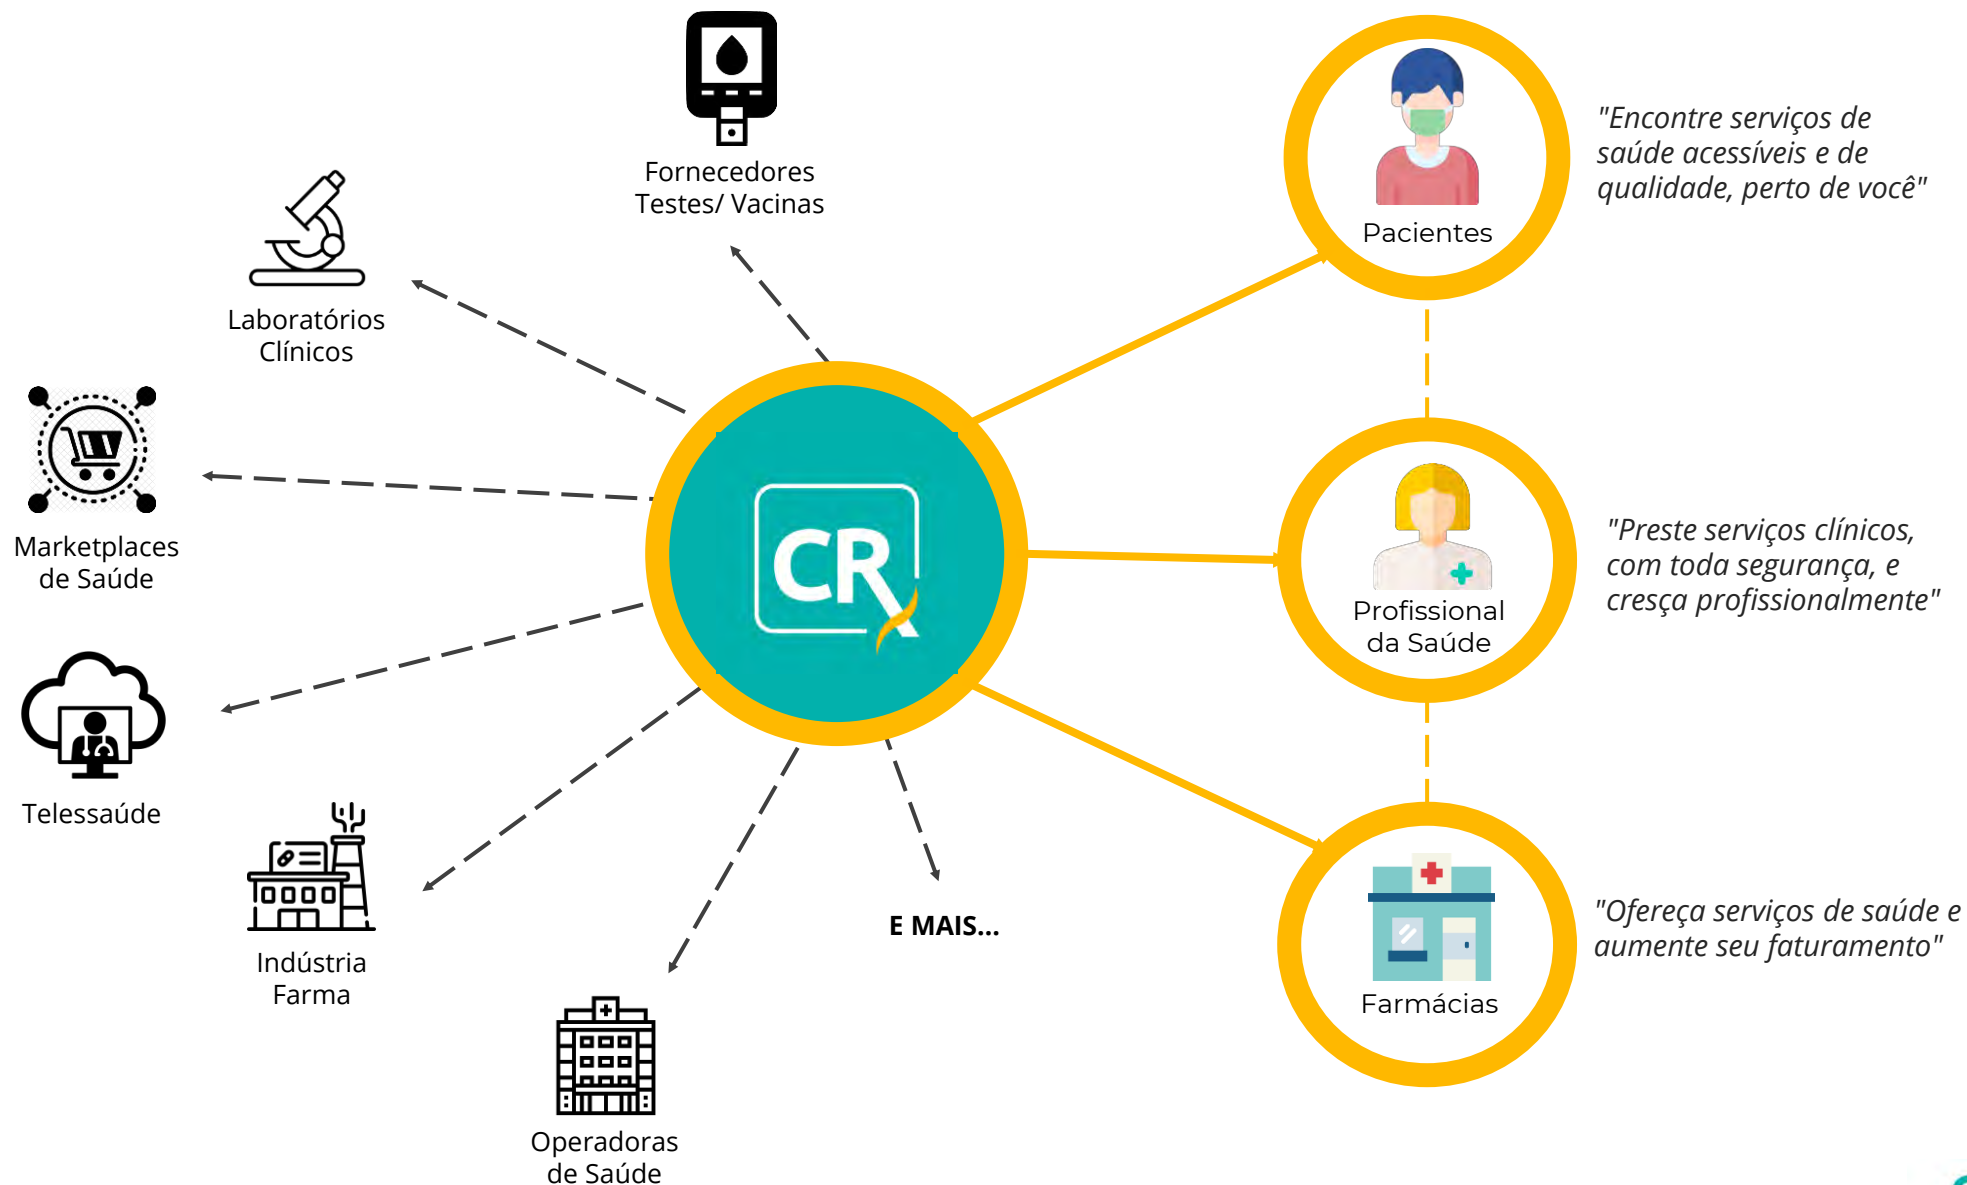 Fornecedores
Testes/ Vacinas
Laboratórios
Clínicos
Marketplaces
de Saúde
Telessaúde
Indústria
Farma
Operadoras
de Saúde
E MAIS...
CR
Pacientes
"Encontre serviços de
saúde acessíveis e de
qualidade, perto de você"
Profissional
da Saúde
"Preste serviços clínicos,
com toda segurança, e
cresça profissionalmente"
Farmácias
"Ofereça serviços de saúde e
aumente seu faturamento"